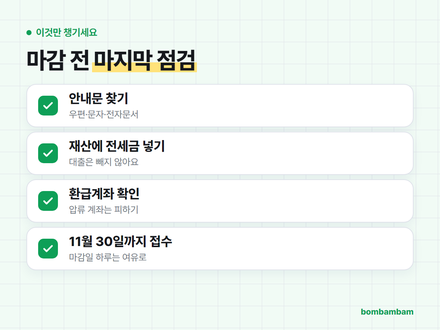 이것만 챙기세요
마감 전 마지막 점검
안내문 찾기
우편·문자·전자문서
재산에 전세금 넣기
대출은 빼지 않아요
환급계좌 확인
압류 계좌는 피하기
11월 30일까지 접수
마감일 하루는 여유로
bombambam